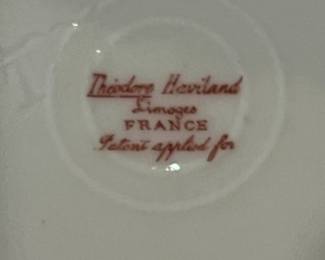 Theodore Haviland
Limoges
FRANCE
Patent applied for